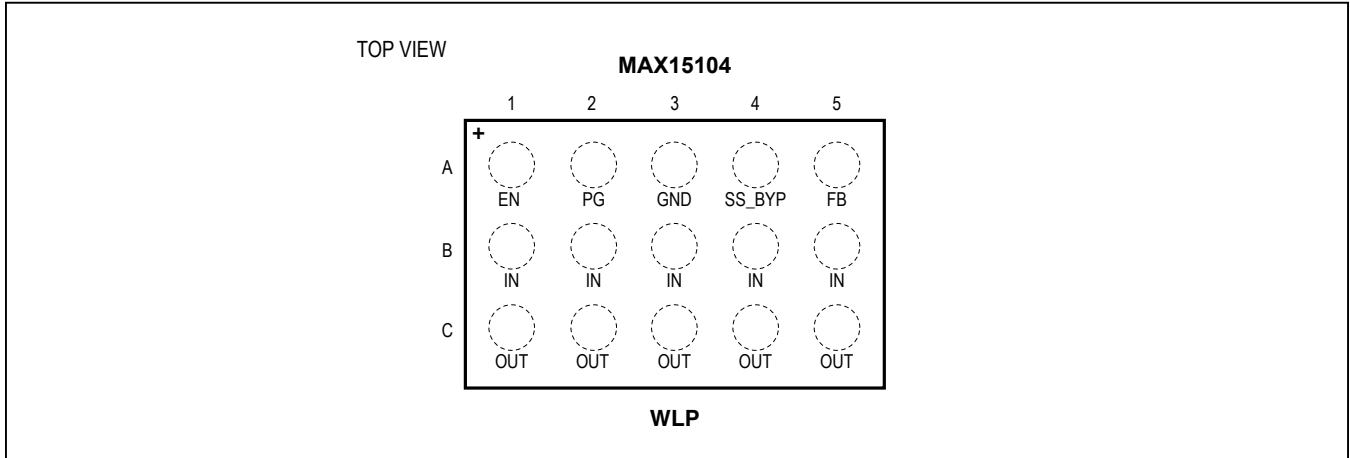 TOP VIEW
MAX15104
1 2 3 4 5
+
A
EN PG GND SS_BYP FB
B
IN IN IN IN IN
C
OUT OUT OUT OUT OUT
WLP